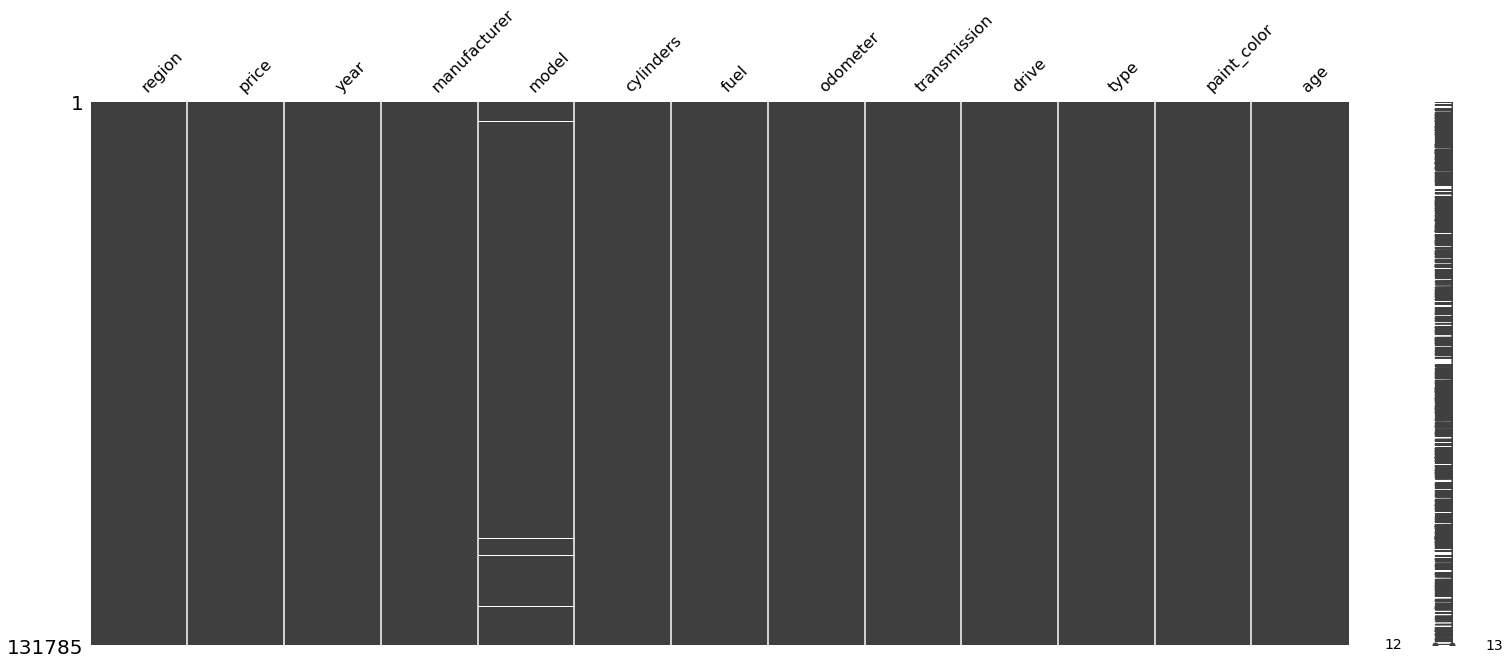 region
price
year
manufacturer
model
cylinders
fuel
odometer
transmission
drive
type
paint_color
age
1
131785
12
13